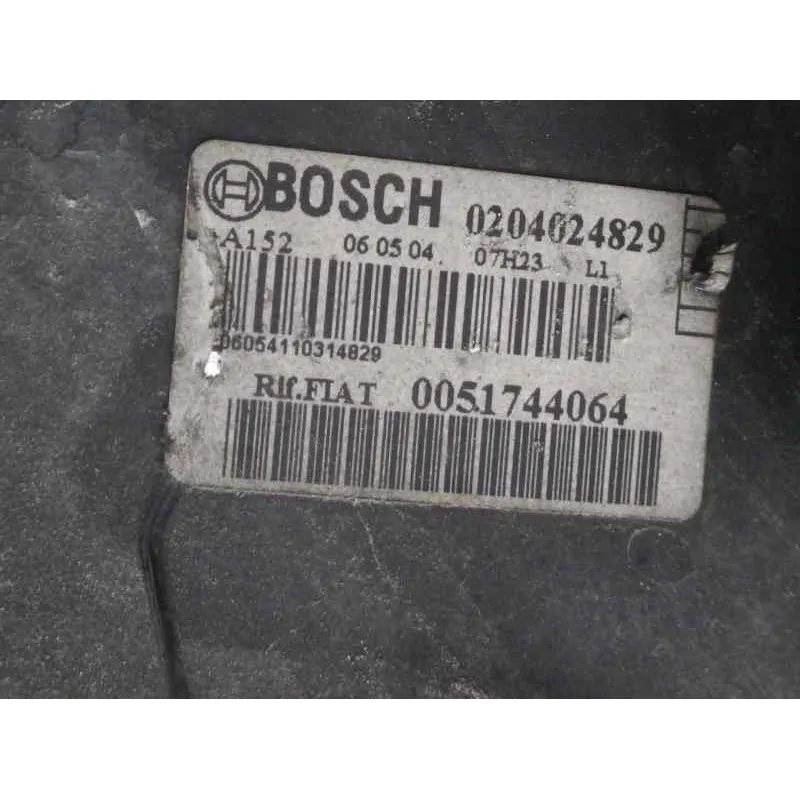 BOSCH 0204024829
A152 06 05 04. 07H23 L1
06054110314829
Rif.FIAT 0051744064